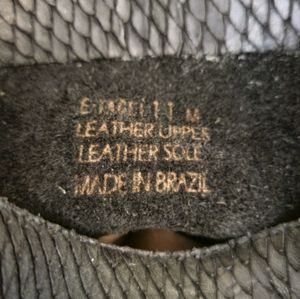 M
LEATHER UPPER
LEATHER SOLE
MADE IN BRAZIL